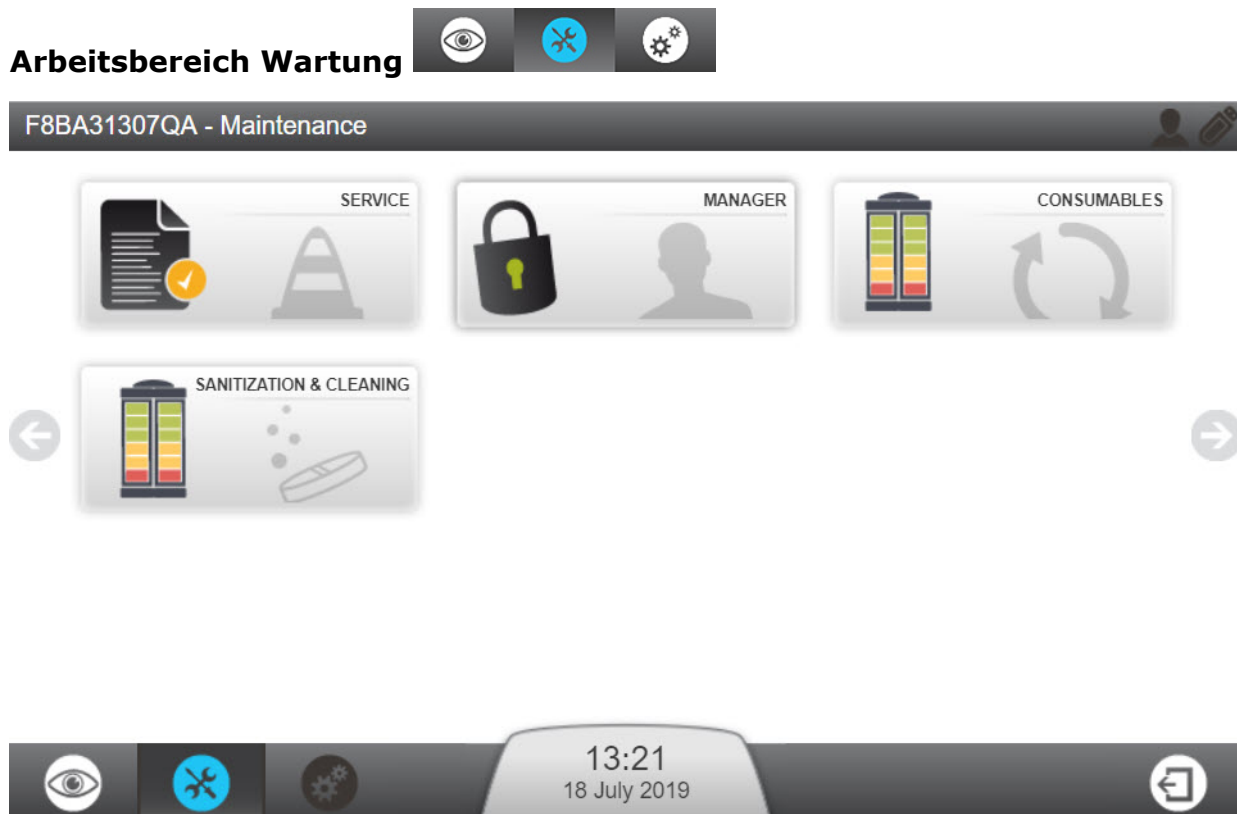 Arbeitsbereich Wartung
F8BA31307QA - Maintenance
SERVICE
MANAGER
CONSUMABLES
SANITIZATION & CLEANING
13:21
18 July 2019